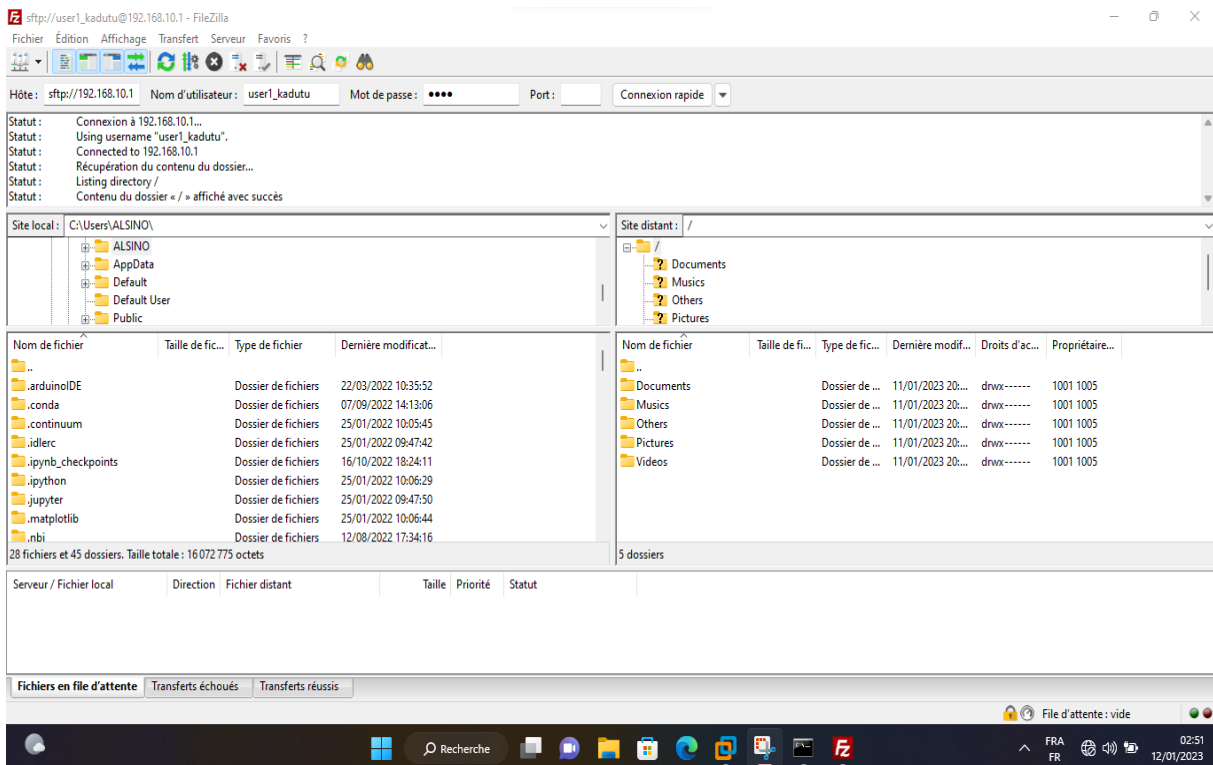 sftp://user1_kadutu@192.168.10.1 - FileZilla
Fichier Édition Affichage Transfert Serveur Favoris ?
Hôte : sftp://192.168.10.1 Nom d'utilisateur : user1_kadutu Mot de passe : •••• Port : Connexion rapide
Statut : Connexion à 192.168.10.1...
Statut : Using username "user1_kadutu".
Statut : Connected to 192.168.10.1
Statut : Récupération du contenu du dossier...
Statut : Listing directory /
Statut : Contenu du dossier « / » affiché avec succès
Site local : C:\Users\ALSINO\
ALSINO
AppData
Default
Default User
Public
Site distant : /
/
? Documents
? Musics
? Others
? Pictures
Nom de fichier Taille de fic... Type de fichier Dernière modificat...
..
.arduinoIDE Dossier de fichiers 22/03/2022 10:35:52
.conda Dossier de fichiers 07/09/2022 14:13:06
.continuum Dossier de fichiers 25/01/2022 10:05:45
.idlerc Dossier de fichiers 25/01/2022 09:47:42
.ipynb_checkpoints Dossier de fichiers 16/10/2022 18:24:11
.ipython Dossier de fichiers 25/01/2022 10:06:29
.jupyter Dossier de fichiers 25/01/2022 09:47:50
.matplotlib Dossier de fichiers 25/01/2022 10:06:44
.nbi Dossier de fichiers 12/08/2022 17:34:16
28 fichiers et 45 dossiers. Taille totale : 16 072 775 octets
Nom de fichier Taille de fi... Type de fic... Dernière modif... Droits d'ac... Propriétaire...
..
Documents Dossier de ... 11/01/2023 20:... drwx------ 1001 1005
Musics Dossier de ... 11/01/2023 20:... drwx------ 1001 1005
Others Dossier de ... 11/01/2023 20:... drwx------ 1001 1005
Pictures Dossier de ... 11/01/2023 20:... drwx------ 1001 1005
Videos Dossier de ... 11/01/2023 20:... drwx------ 1001 1005
5 dossiers
Serveur / Fichier local Direction Fichier distant Taille Priorité Statut
Fichiers en file d'attente Transferts échoués Transferts réussis
File d'attente : vide
Recherche
FRA
FR
02:51
12/01/2023